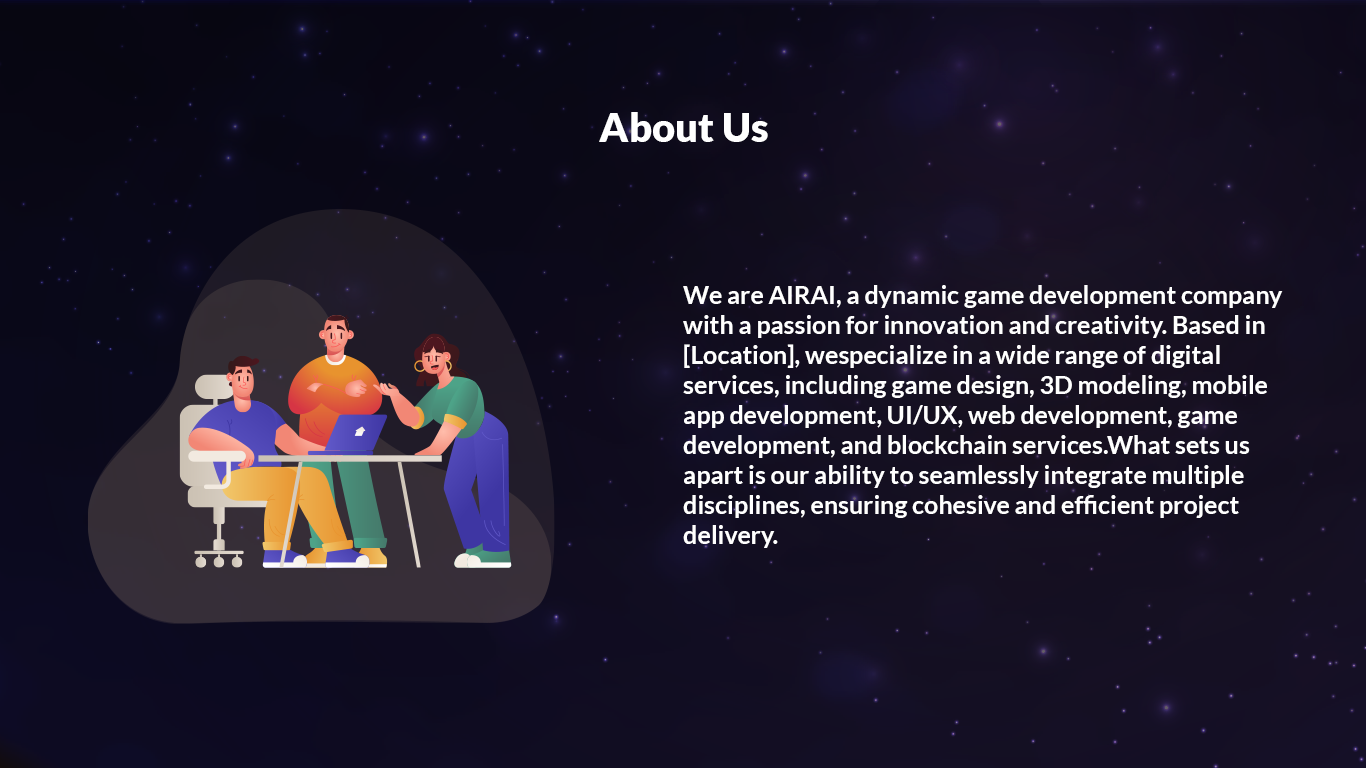 About Us
We are AIRAI, a dynamic game development company
with a passion for innovation and creativity. Based in
[Location], wespecialize in a wide range of digital
services, including game design, 3D modeling, mobile
app development, UI/UX, web development, game
development, and blockchain services.What sets us
apart is our ability to seamlessly integrate multiple
disciplines, ensuring cohesive and efficient project
delivery.